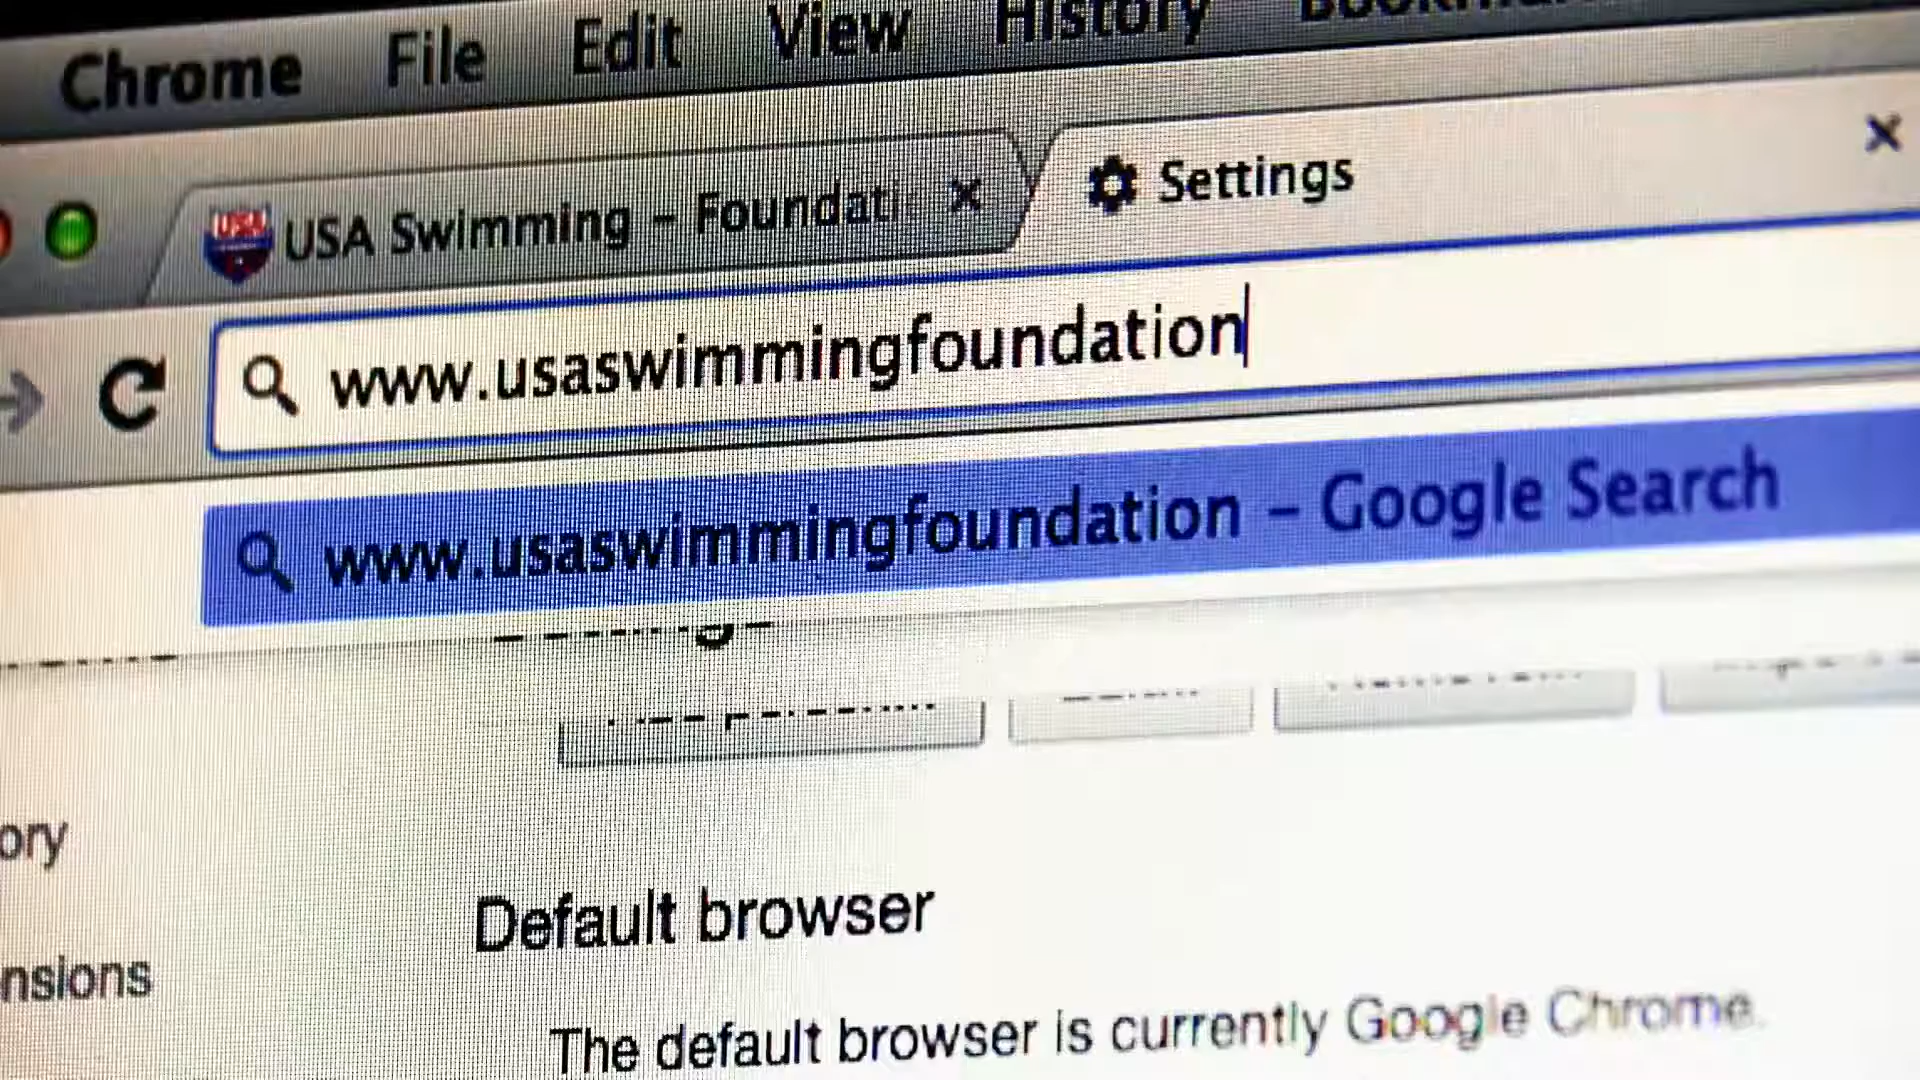 Chrome File Edit View History
USA Swimming – Foundati
Settings
www.usaswimmingfoundation
www.usaswimmingfoundation – Google Search
ory
Default browser
nsions
The default browser is currently Google Chrome.